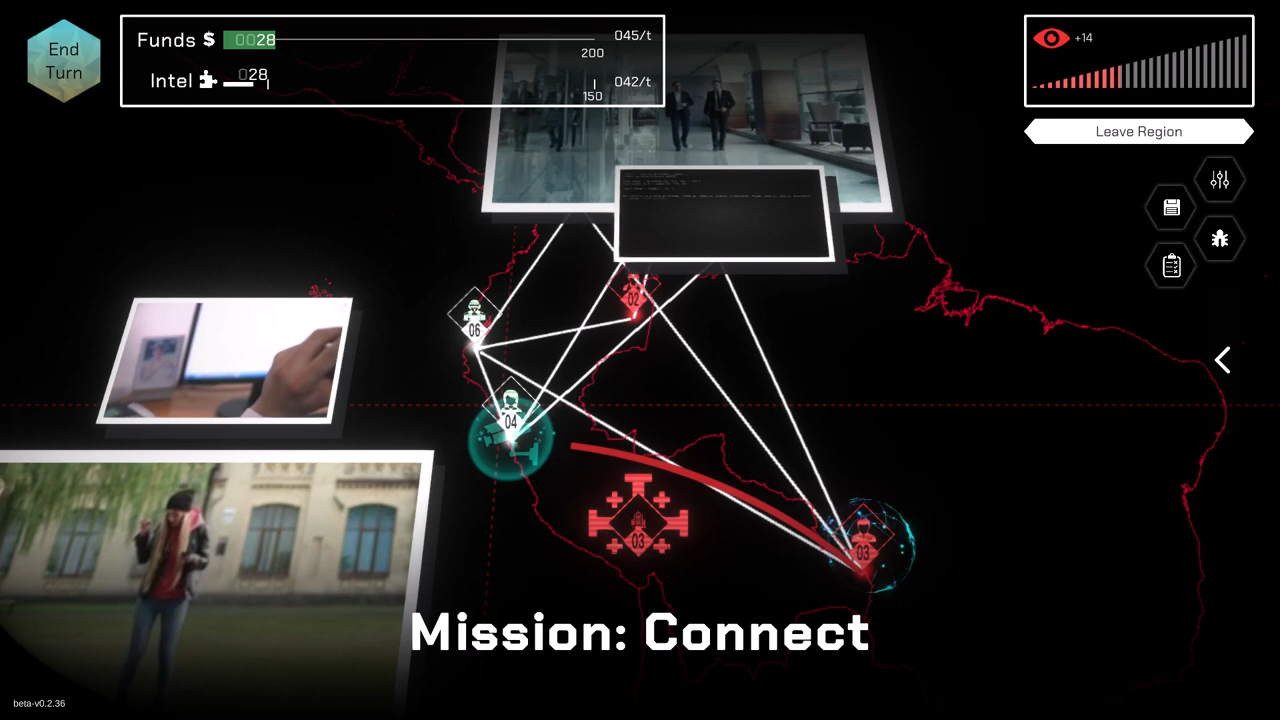 End
Turn
Funds $ 0028
045/t
200
Intel 028
042/t
150
+14
Leave Region
02
06
04
03
03
Mission: Connect
beta-v0.2.36